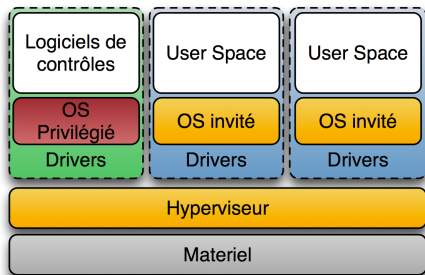 Logiciels de
contrôles
User Space
User Space
OS
Privilégié
OS invité
OS invité
Drivers
Drivers
Drivers
Hyperviseur
Materiel